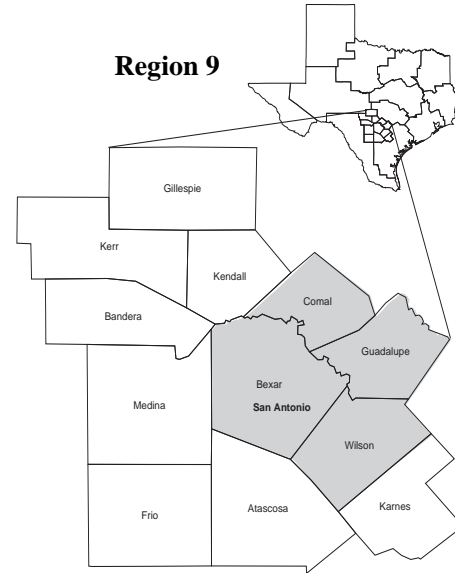 Region 9
Gillespie
Kerr
Kendall
Comal
Bandera
Guadalupe
Bexar
San Antonio
Medina
Wilson
Karnes
Atascosa
Frio